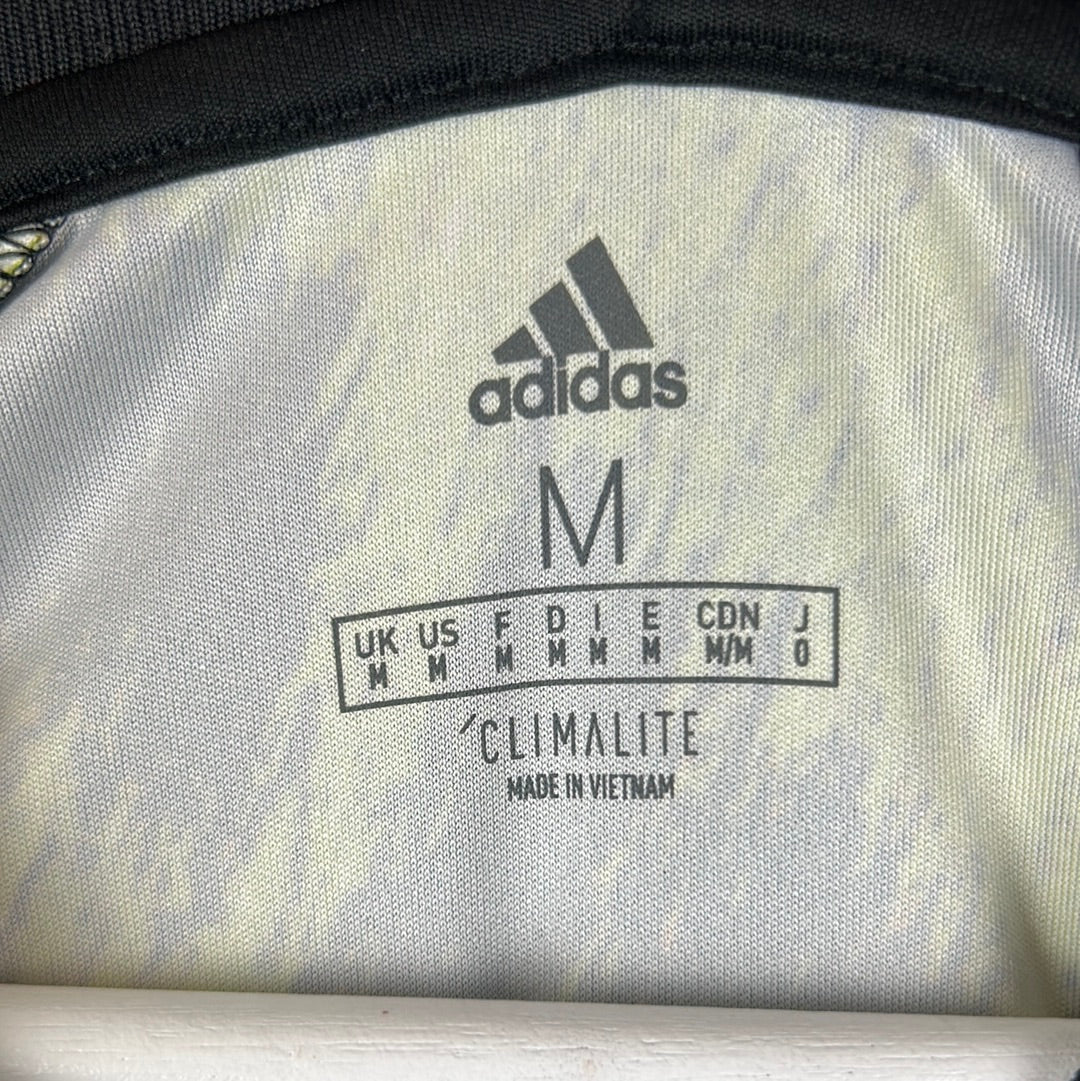 adidas
M
UK US F D I E CDN J
M M M M M M M/M O
´CLIMALITE
MADE IN VIETNAM